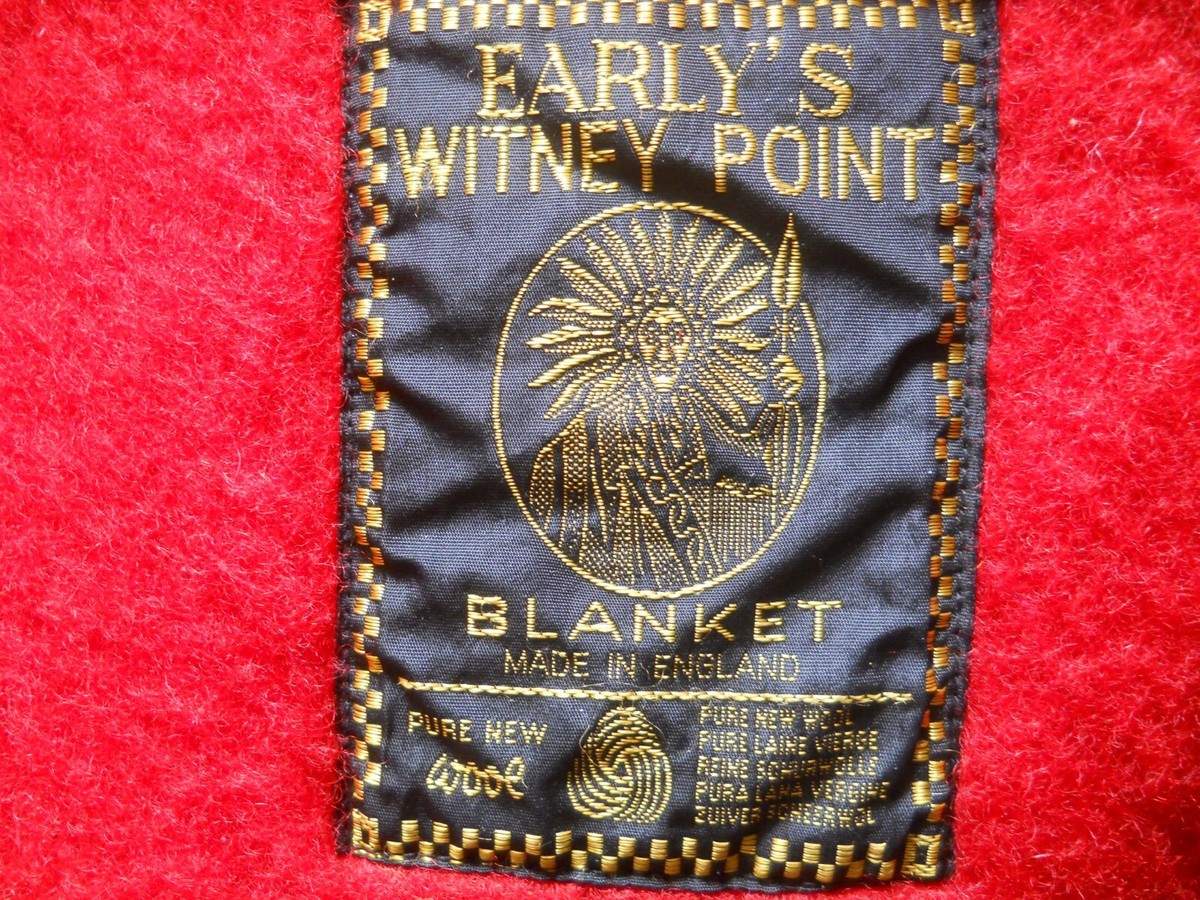 EARLY'S
WITNEY POINT
BLANKET
MADE IN ENGLAND
PURE NEW
wool
PURE NEW WOOL
PURE LAINE VIERGE
REINE SCHURWOLLE
PURA LANA VERGINE
ZUIVER SCHEERWOL